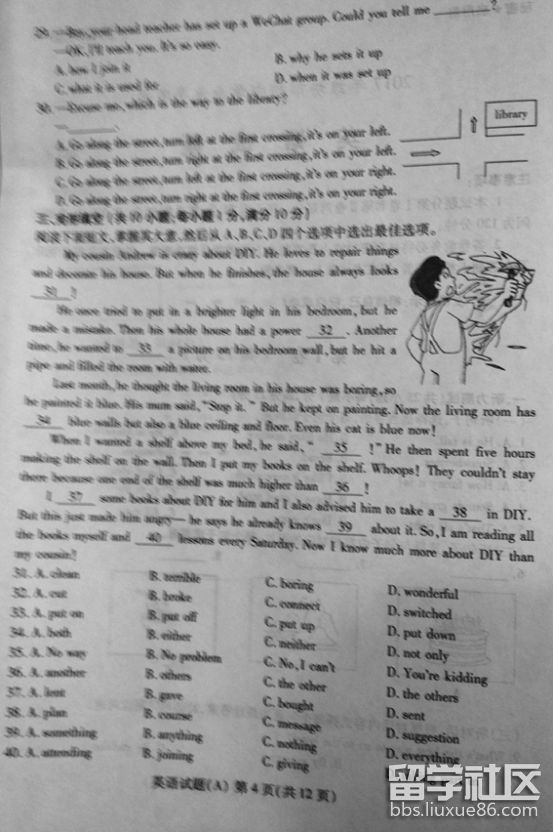 29. —Boy, your head teacher has set up a WeChat group. Could you tell me ______?
—OK, I'll teach you. It's so easy.
A. how I join it B. why he sets it up
C. what it is used for D. when it was set up
30. —Excuse me, which is the way to the library?
—______.
library
A. Go along the street, turn left at the first crossing, it's on your left.
B. Go along the street, turn right at the first crossing, it's on your left.
C. Go along the street, turn left at the first crossing, it's on your right.
D. Go along the street, turn right at the first crossing, it's on your right.
三、完形填空(共10小题;每小题1分,满分10分)
阅读下面短文,掌握其大意,然后从A、B、C、D四个选项中选出最佳选项。
My cousin Andrew is crazy about DIY. He loves to repair things
and decorate his house. But when he finishes, the house always looks
31 !
He once tried to put in a brighter light in his bedroom, but he
made a mistake. Then his whole house had a power 32 . Another
time, he wanted to 33 a picture on his bedroom wall, but he hit a
pipe and filled the room with water.
Last month, he thought the living room in his house was boring, so
he painted it blue. His mum said, "Stop it." But he kept on painting. Now the living room has
34 blue walls but also a blue ceiling and floor. Even his cat is blue now!
When I wanted a shelf above my bed, he said, " 35 !" He then spent five hours
making the shelf on the wall. Then I put my books on the shelf. Whoops! They couldn't stay
there because one end of the shelf was much higher than 36 !
I 37 some books about DIY for him and I also advised him to take a 38 in DIY.
But this just made him angry— he says he already knows 39 about it. So, I am reading all
the books myself and 40 lessons every Saturday. Now I know much more about DIY than
my cousin!
31. A. clean B. terrible C. boring D. wonderful
32. A. cut B. broke C. connect D. switched
33. A. put on B. put off C. put up D. put down
34. A. both B. either C. neither D. not only
35. A. No way B. No problem C. No, I can't D. You're kidding
36. A. another B. others C. the other D. the others
37. A. lent B. gave C. bought D. sent
38. A. plan B. course C. message D. suggestion
39. A. something B. anything C. nothing D. everything
40. A. attending B. joining C. giving
英语试题(A) 第4页(共12页)
留学社区
bbs.liuxue86.com